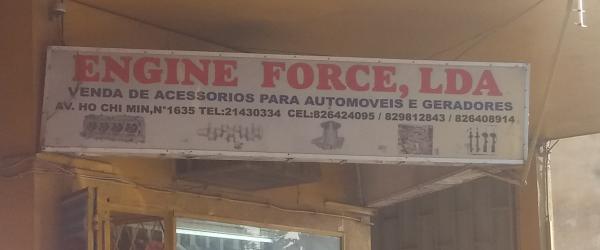 ENGINE FORCE, LDA
VENDA DE ACESSORIOS PARA AUTOMOVEIS E GERADORES
AV. HO CHI MIN,N°1635 TEL:21430334 CEL:826424095 / 829812843 / 826408914